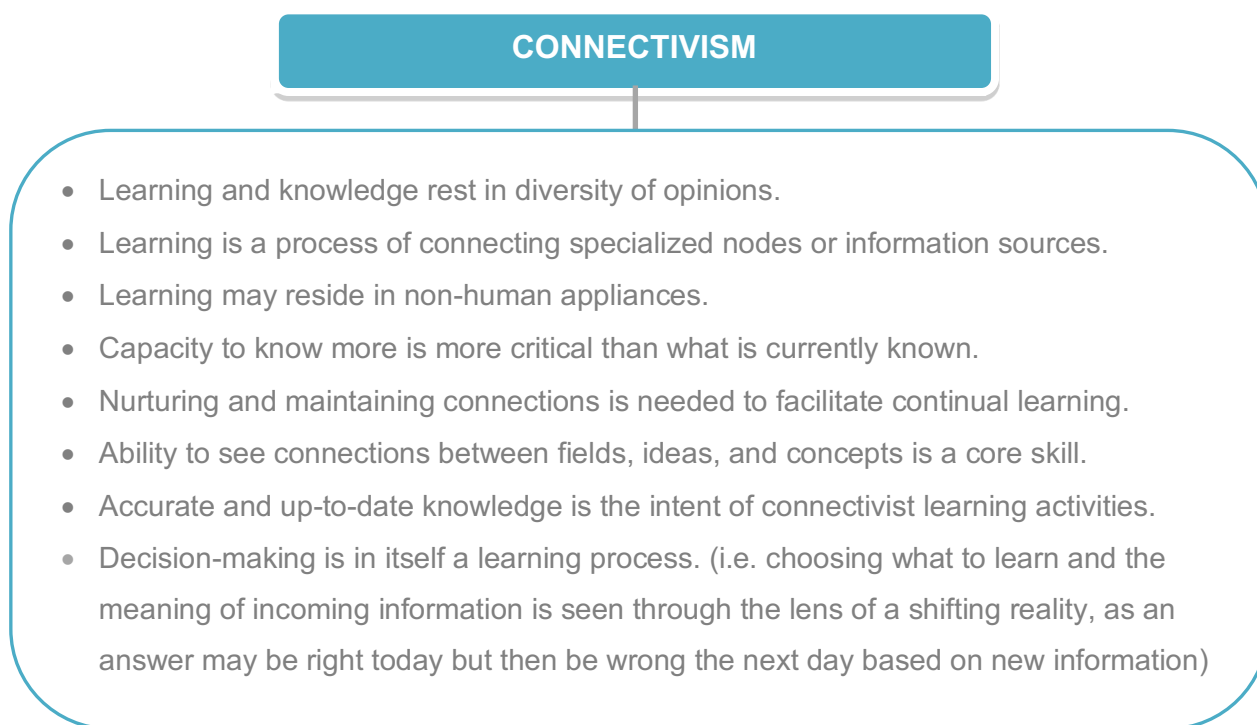 CONNECTIVISM
• Learning and knowledge rest in diversity of opinions.
• Learning is a process of connecting specialized nodes or information sources.
• Learning may reside in non-human appliances.
• Capacity to know more is more critical than what is currently known.
• Nurturing and maintaining connections is needed to facilitate continual learning.
• Ability to see connections between fields, ideas, and concepts is a core skill.
• Accurate and up-to-date knowledge is the intent of connectivist learning activities.
• Decision-making is in itself a learning process. (i.e. choosing what to learn and the
meaning of incoming information is seen through the lens of a shifting reality, as an
answer may be right today but then be wrong the next day based on new information)